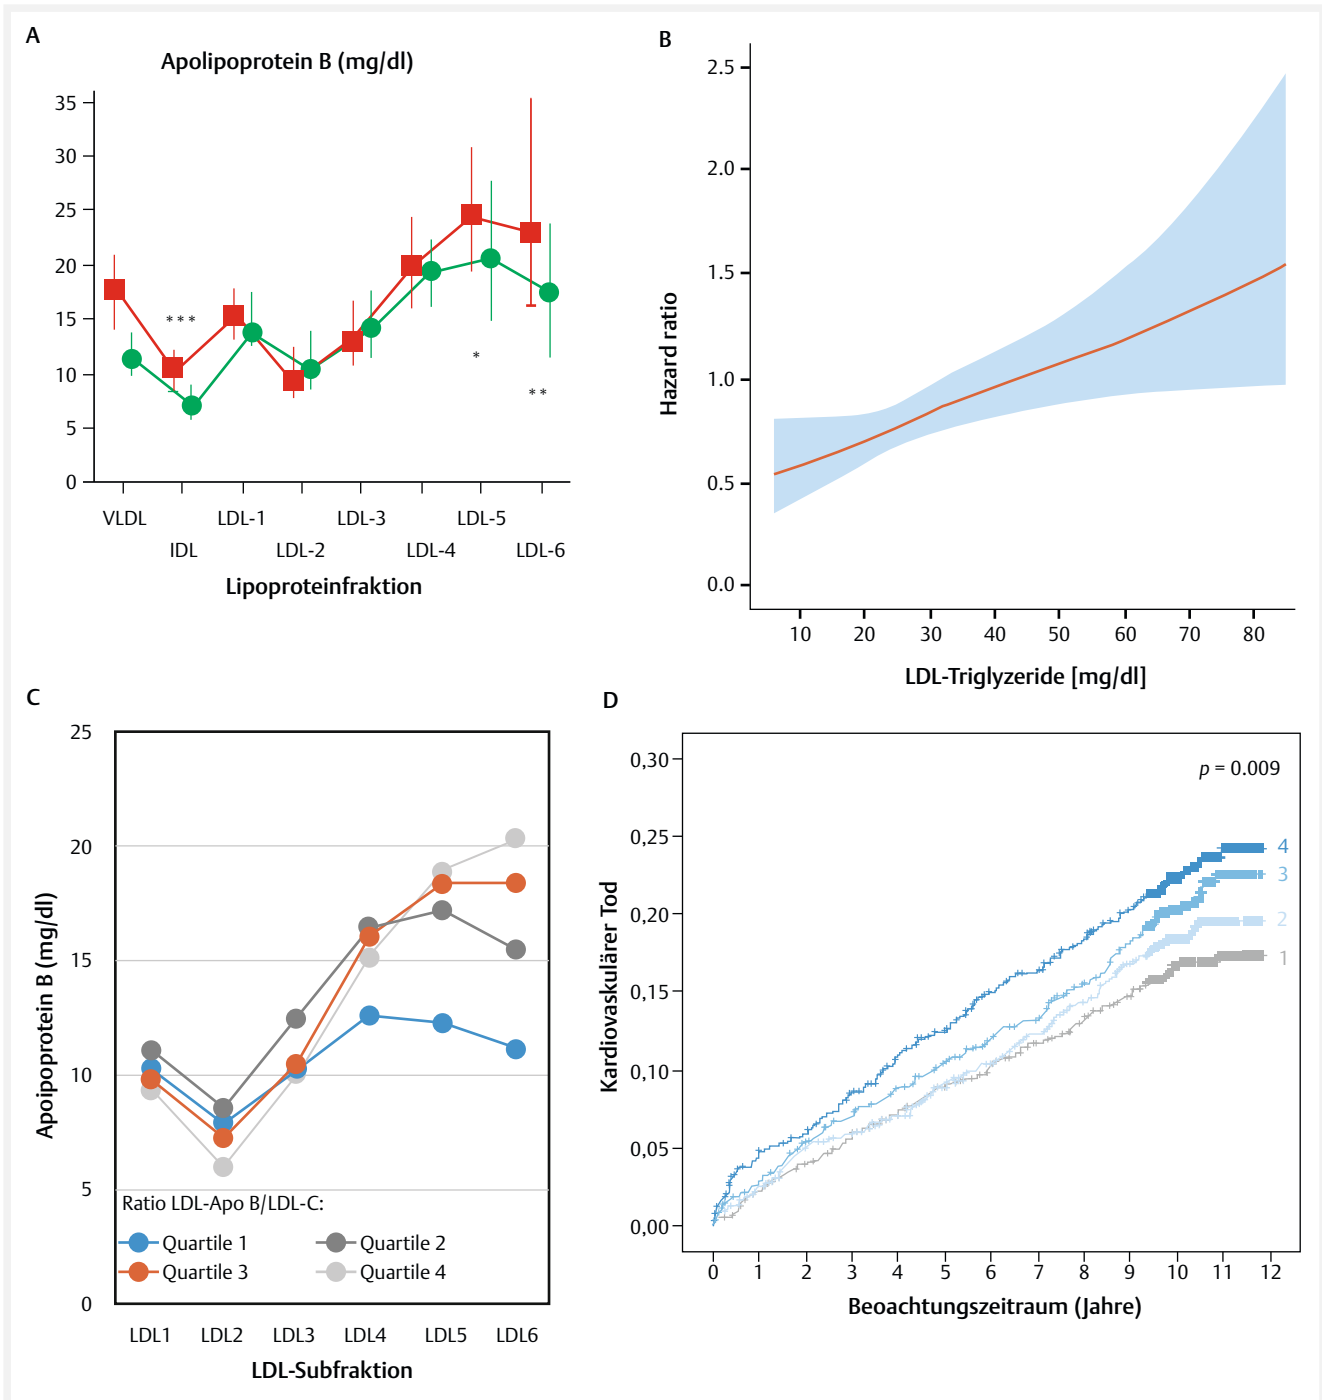 A
Apolipoprotein B (mg/dl)
35
30
25
20
15
10
5
0
***
*
**
VLDL
LDL-1
LDL-3
LDL-5
IDL
LDL-2
LDL-4
LDL-6
Lipoproteinfraktion
B
Hazard ratio
2.5
2.0
1.5
1.0
0.5
0.0
10 20 30 40 50 60 70 80
LDL-Triglyzeride [mg/dl]
C
Apoipoprotein B (mg/dl)
25
20
15
10
5
0
Ratio LDL-Apo B/LDL-C:
Quartile 1
Quartile 2
Quartile 3
Quartile 4
LDL1 LDL2 LDL3 LDL4 LDL5 LDL6
LDL-Subfraktion
D
Kardiovaskulärer Tod
0,30
0,25
0,20
0,15
0,10
0,05
0,00
p = 0.009
4
3
2
1
0 1 2 3 4 5 6 7 8 9 10 11 12
Beoachtungszeitraum (Jahre)